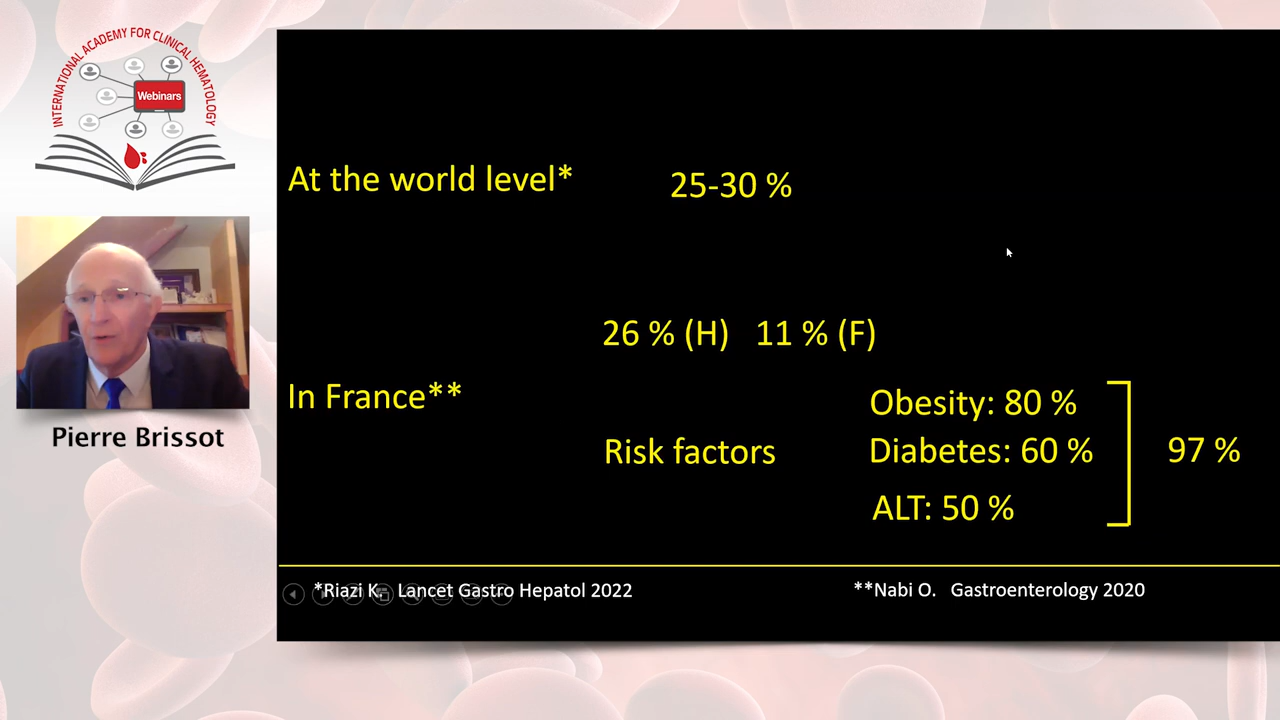 INTERNATIONAL ACADEMY FOR CLINICAL HEMATOLOGY
Webinars
Pierre Brissot
At the world level* 25-30 %
26 % (H) 11 % (F)
In France**
Risk factors
Obesity: 80 %
Diabetes: 60 %
ALT: 50 %
97 %
*Riazi K. Lancet Gastro Hepatol 2022
**Nabi O. Gastroenterology 2020